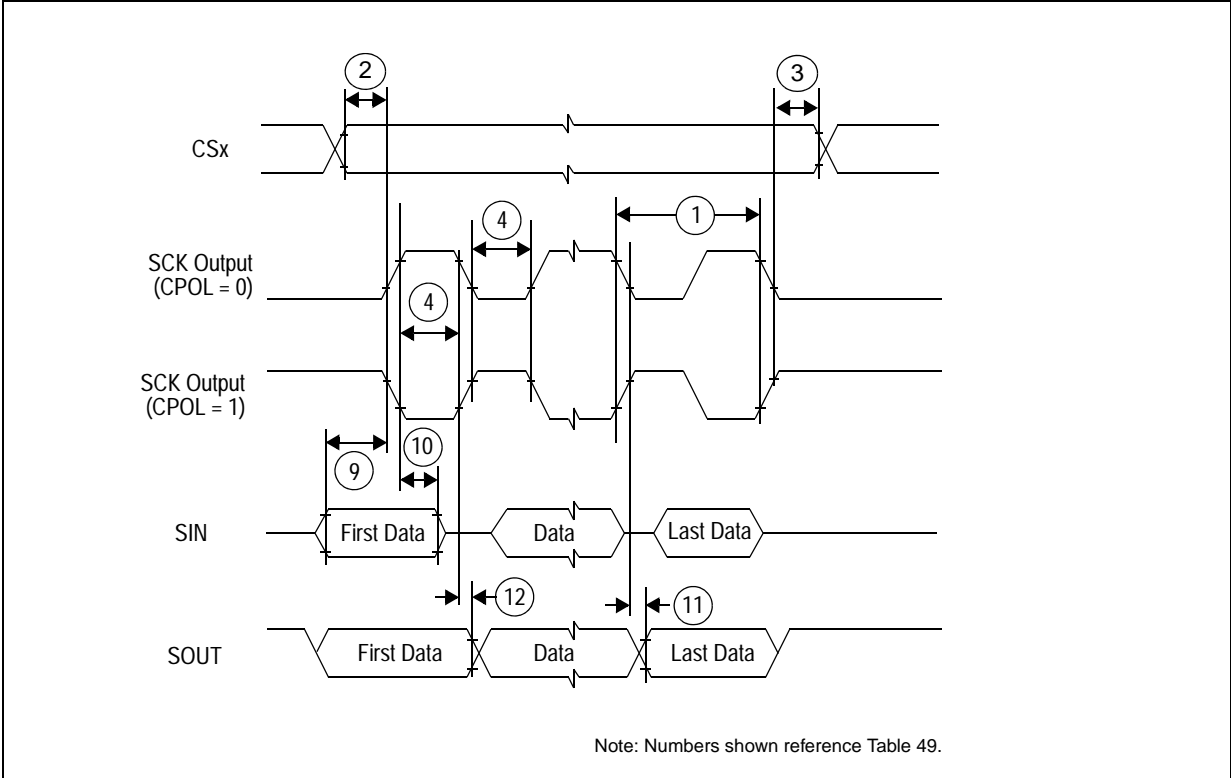 2
3
CSx
4
1
SCK Output
(CPOL = 0)
4
SCK Output
(CPOL = 1)
9
10
SIN
First Data
Data
Last Data
12
11
SOUT
First Data
Data
Last Data
Note: Numbers shown reference Table 49.